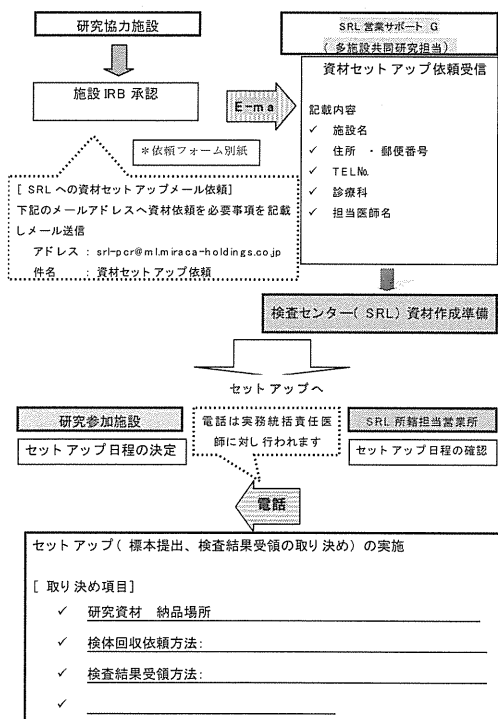 研究協力施設
施設 IRB 承認
E-ma
SRL 営業サポート G
( 多施設共同研究担当)
資材セットアップ依頼受信
記載内容
✓ 施設名
✓ 住所 ・郵便番号
✓ TEL№
✓ 診療科
✓ 担当医師名
＊依頼フォーム別紙
[ SRL への資材セットアップメール依頼]
下記のメールアドレスへ資材依頼を必要事項を記載
しメール送信
アドレス : srl-pcr@ml.miraca-holdings.co.jp
件名 : 資材セットアップ依頼
検査センター( SRL) 資材作成準備
セットアップへ
研究参加施設
セットアップ日程の決定
電話は実務統括責任医
師に対し行われます
SRL 所轄担当営業所
セットアップ日程の確認
電話
セットアップ( 標本提出、検査結果受領の取り決め) の実施
[ 取り決め項目]
✓ 研究資材 納品場所
✓ 検体回収依頼方法:
✓ 検査結果受領方法:
✓